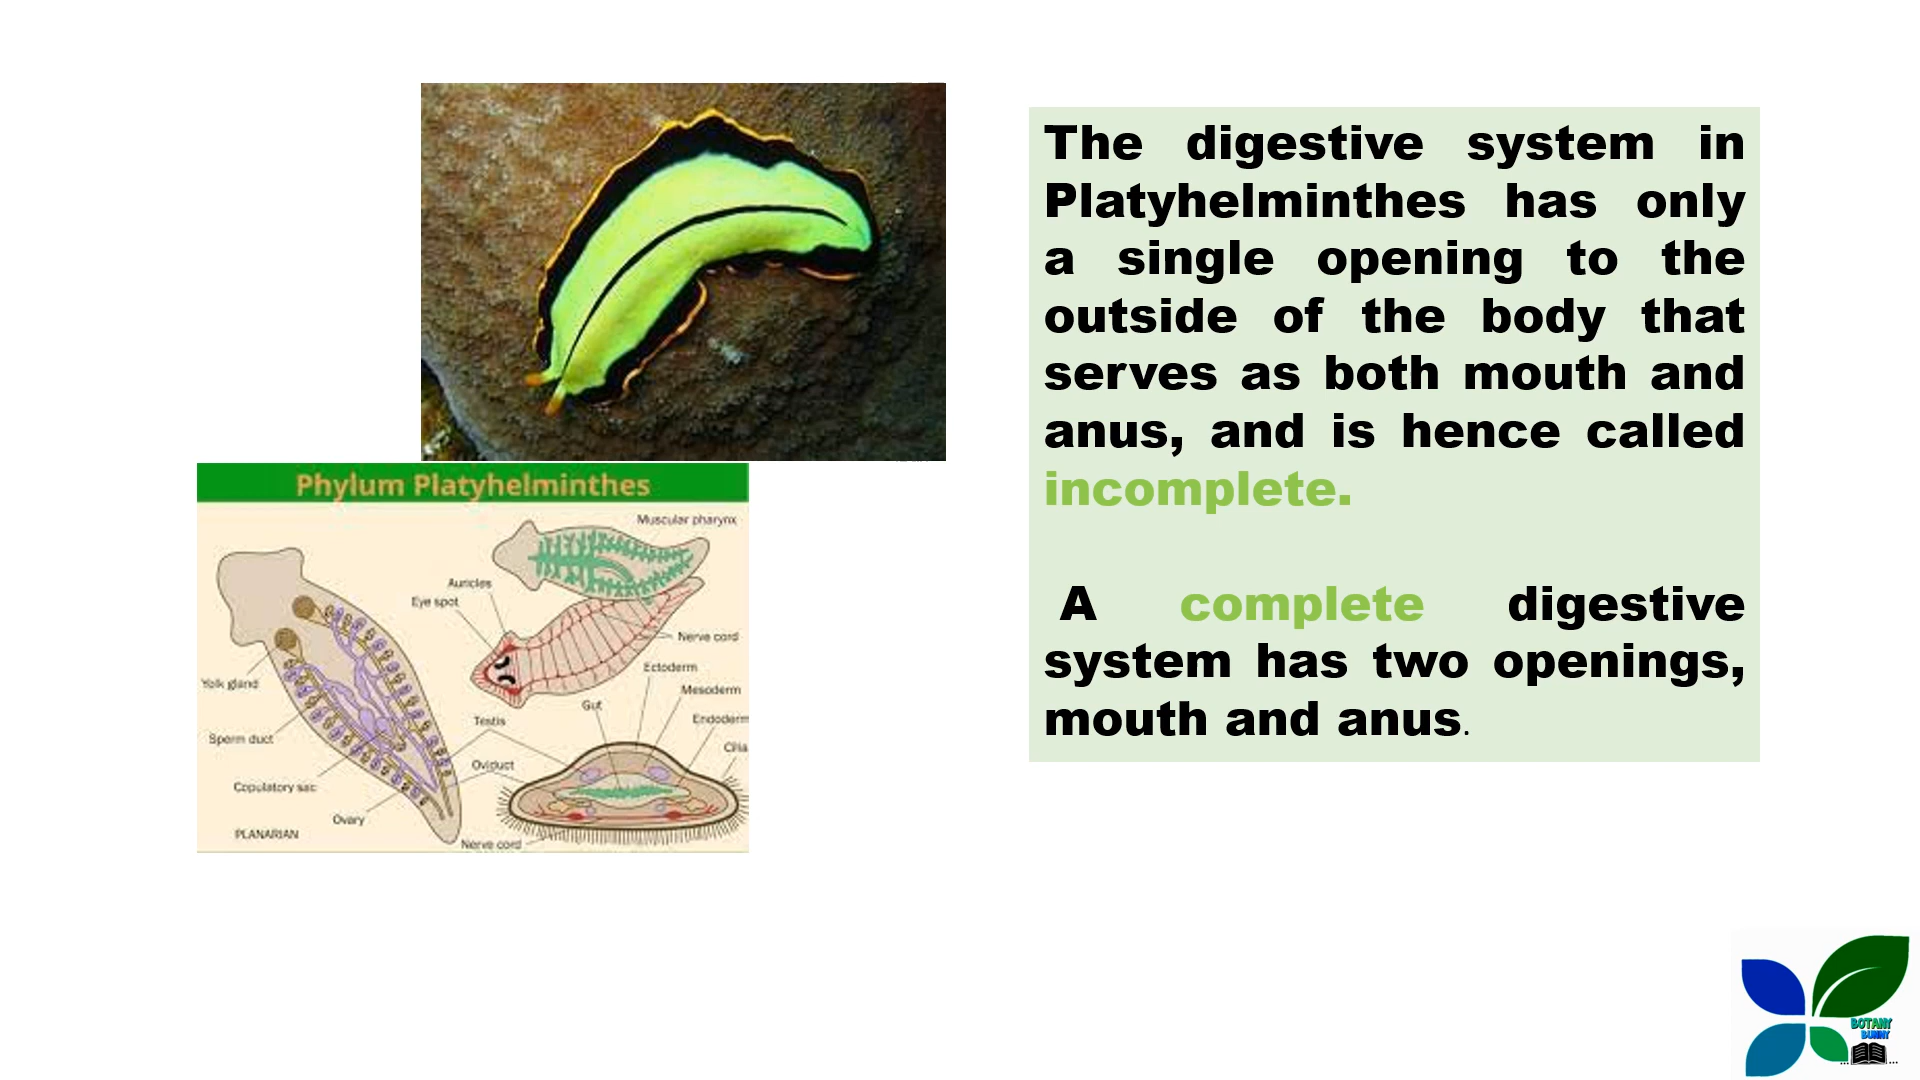 The digestive system in
Platyhelminthes has only
a single opening to the
outside of the body that
serves as both mouth and
anus, and is hence called
incomplete.
A complete digestive
system has two openings,
mouth and anus.
Phylum Platyhelminthes
Muscular pharynx
Auricles
Eye spot
Nerve cord
Ectoderm
Mesoderm
Yolk gland
Gut
Testis
Endoderm
Sperm duct
Cilia
Oviduct
Copulatory sac
Ovary
PLANARIAN
Nerve cord
BOTANY
BUNNY